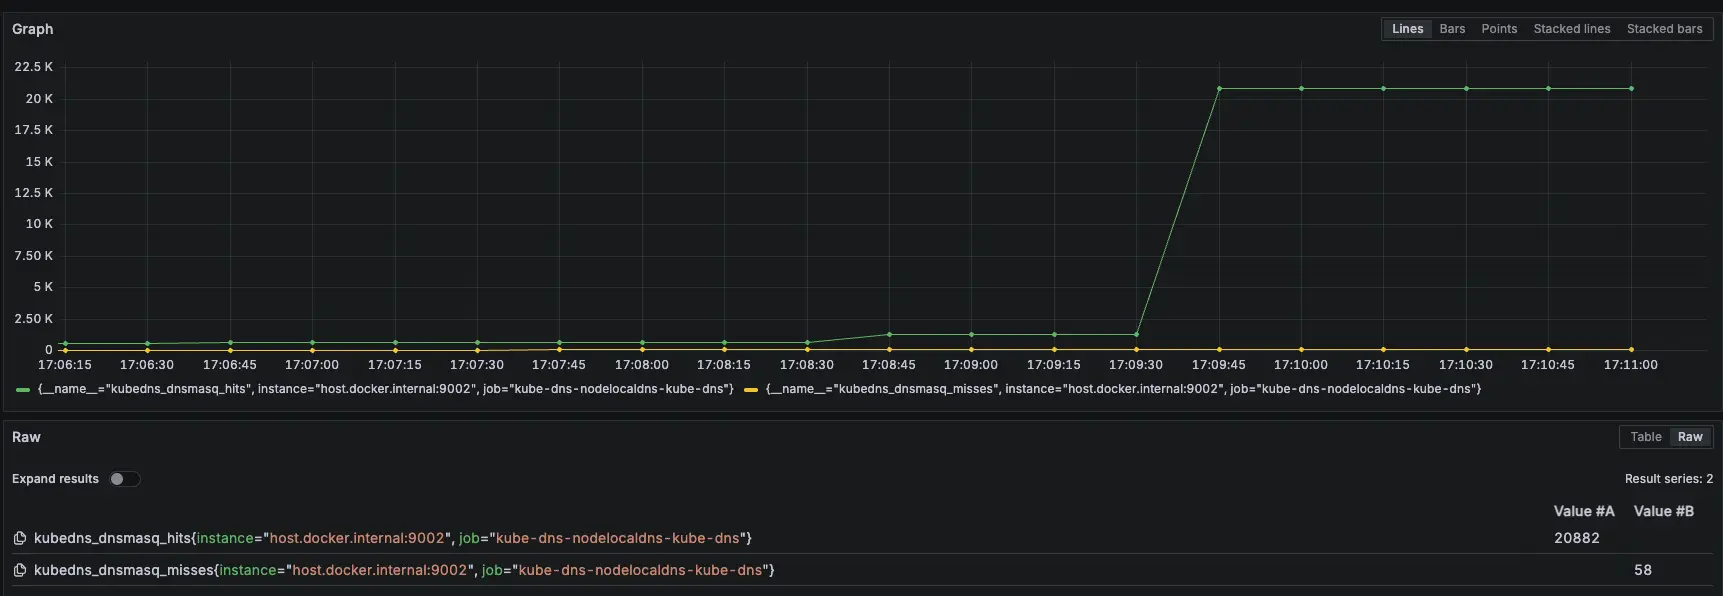 Graph
Lines Bars Points Stacked lines Stacked bars
22.5 K
20 K
17.5 K
15 K
12.5 K
10 K
7.50 K
5 K
2.50 K
0
17:06:15 17:06:30 17:06:45 17:07:00 17:07:15 17:07:30 17:07:45 17:08:00 17:08:15 17:08:30 17:08:45 17:09:00 17:09:15 17:09:30 17:09:45 17:10:00 17:10:15 17:10:30 17:10:45 17:11:00
{__name__="kubedns_dnsmasq_hits", instance="host.docker.internal:9002", job="kube-dns-nodelocaldns-kube-dns"} {__name__="kubedns_dnsmasq_misses", instance="host.docker.internal:9002", job="kube-dns-nodelocaldns-kube-dns"}
Raw
Table Raw
Expand results
Result series: 2
Value #A Value #B
kubedns_dnsmasq_hits{instance="host.docker.internal:9002", job="kube-dns-nodelocaldns-kube-dns"} 20882
kubedns_dnsmasq_misses{instance="host.docker.internal:9002", job="kube-dns-nodelocaldns-kube-dns"} 58